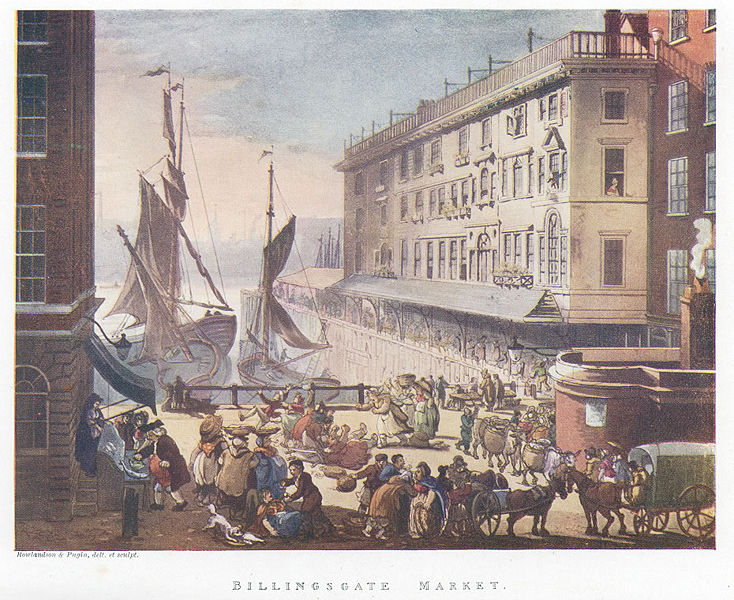 Rowlandson & Pugin, delt. et sculpt.
BILLINGSGATE MARKET.